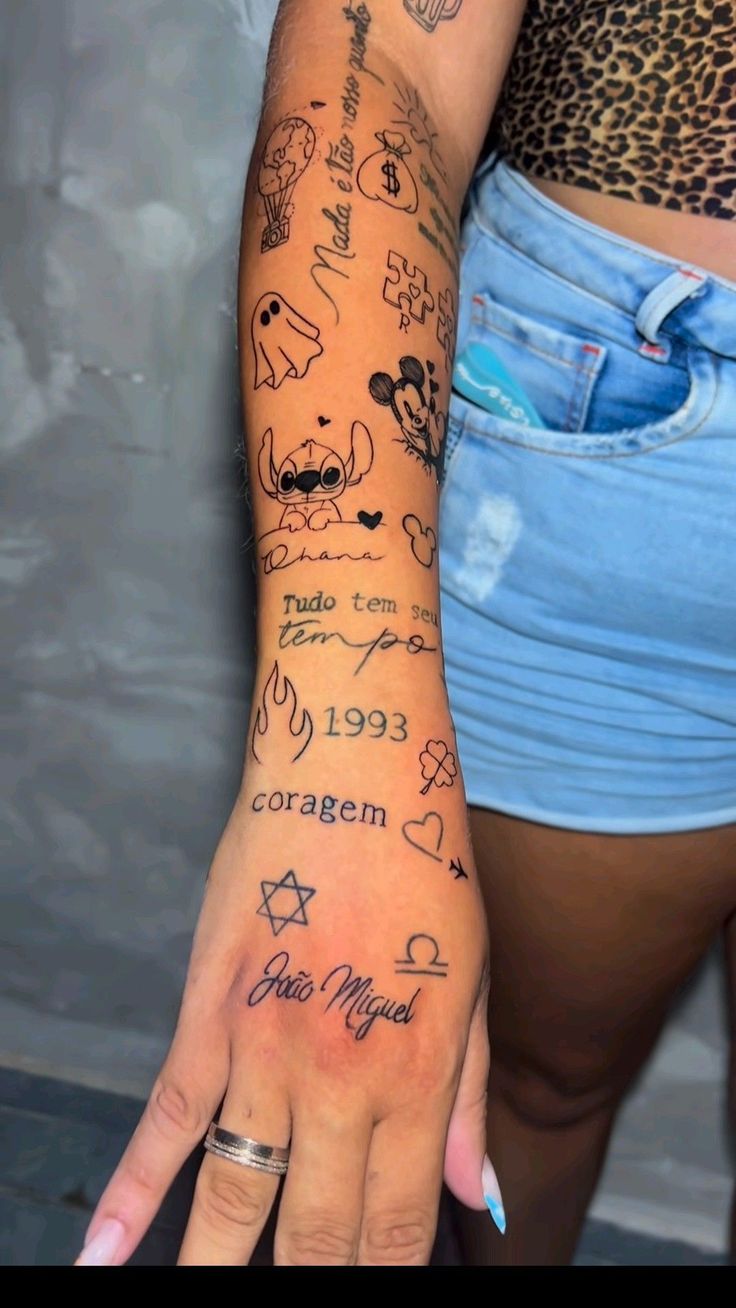 Nada é tão nosso quanto
$
R
Ohana
Tudo tem seu
tempo
1993
coragem
João Miguel